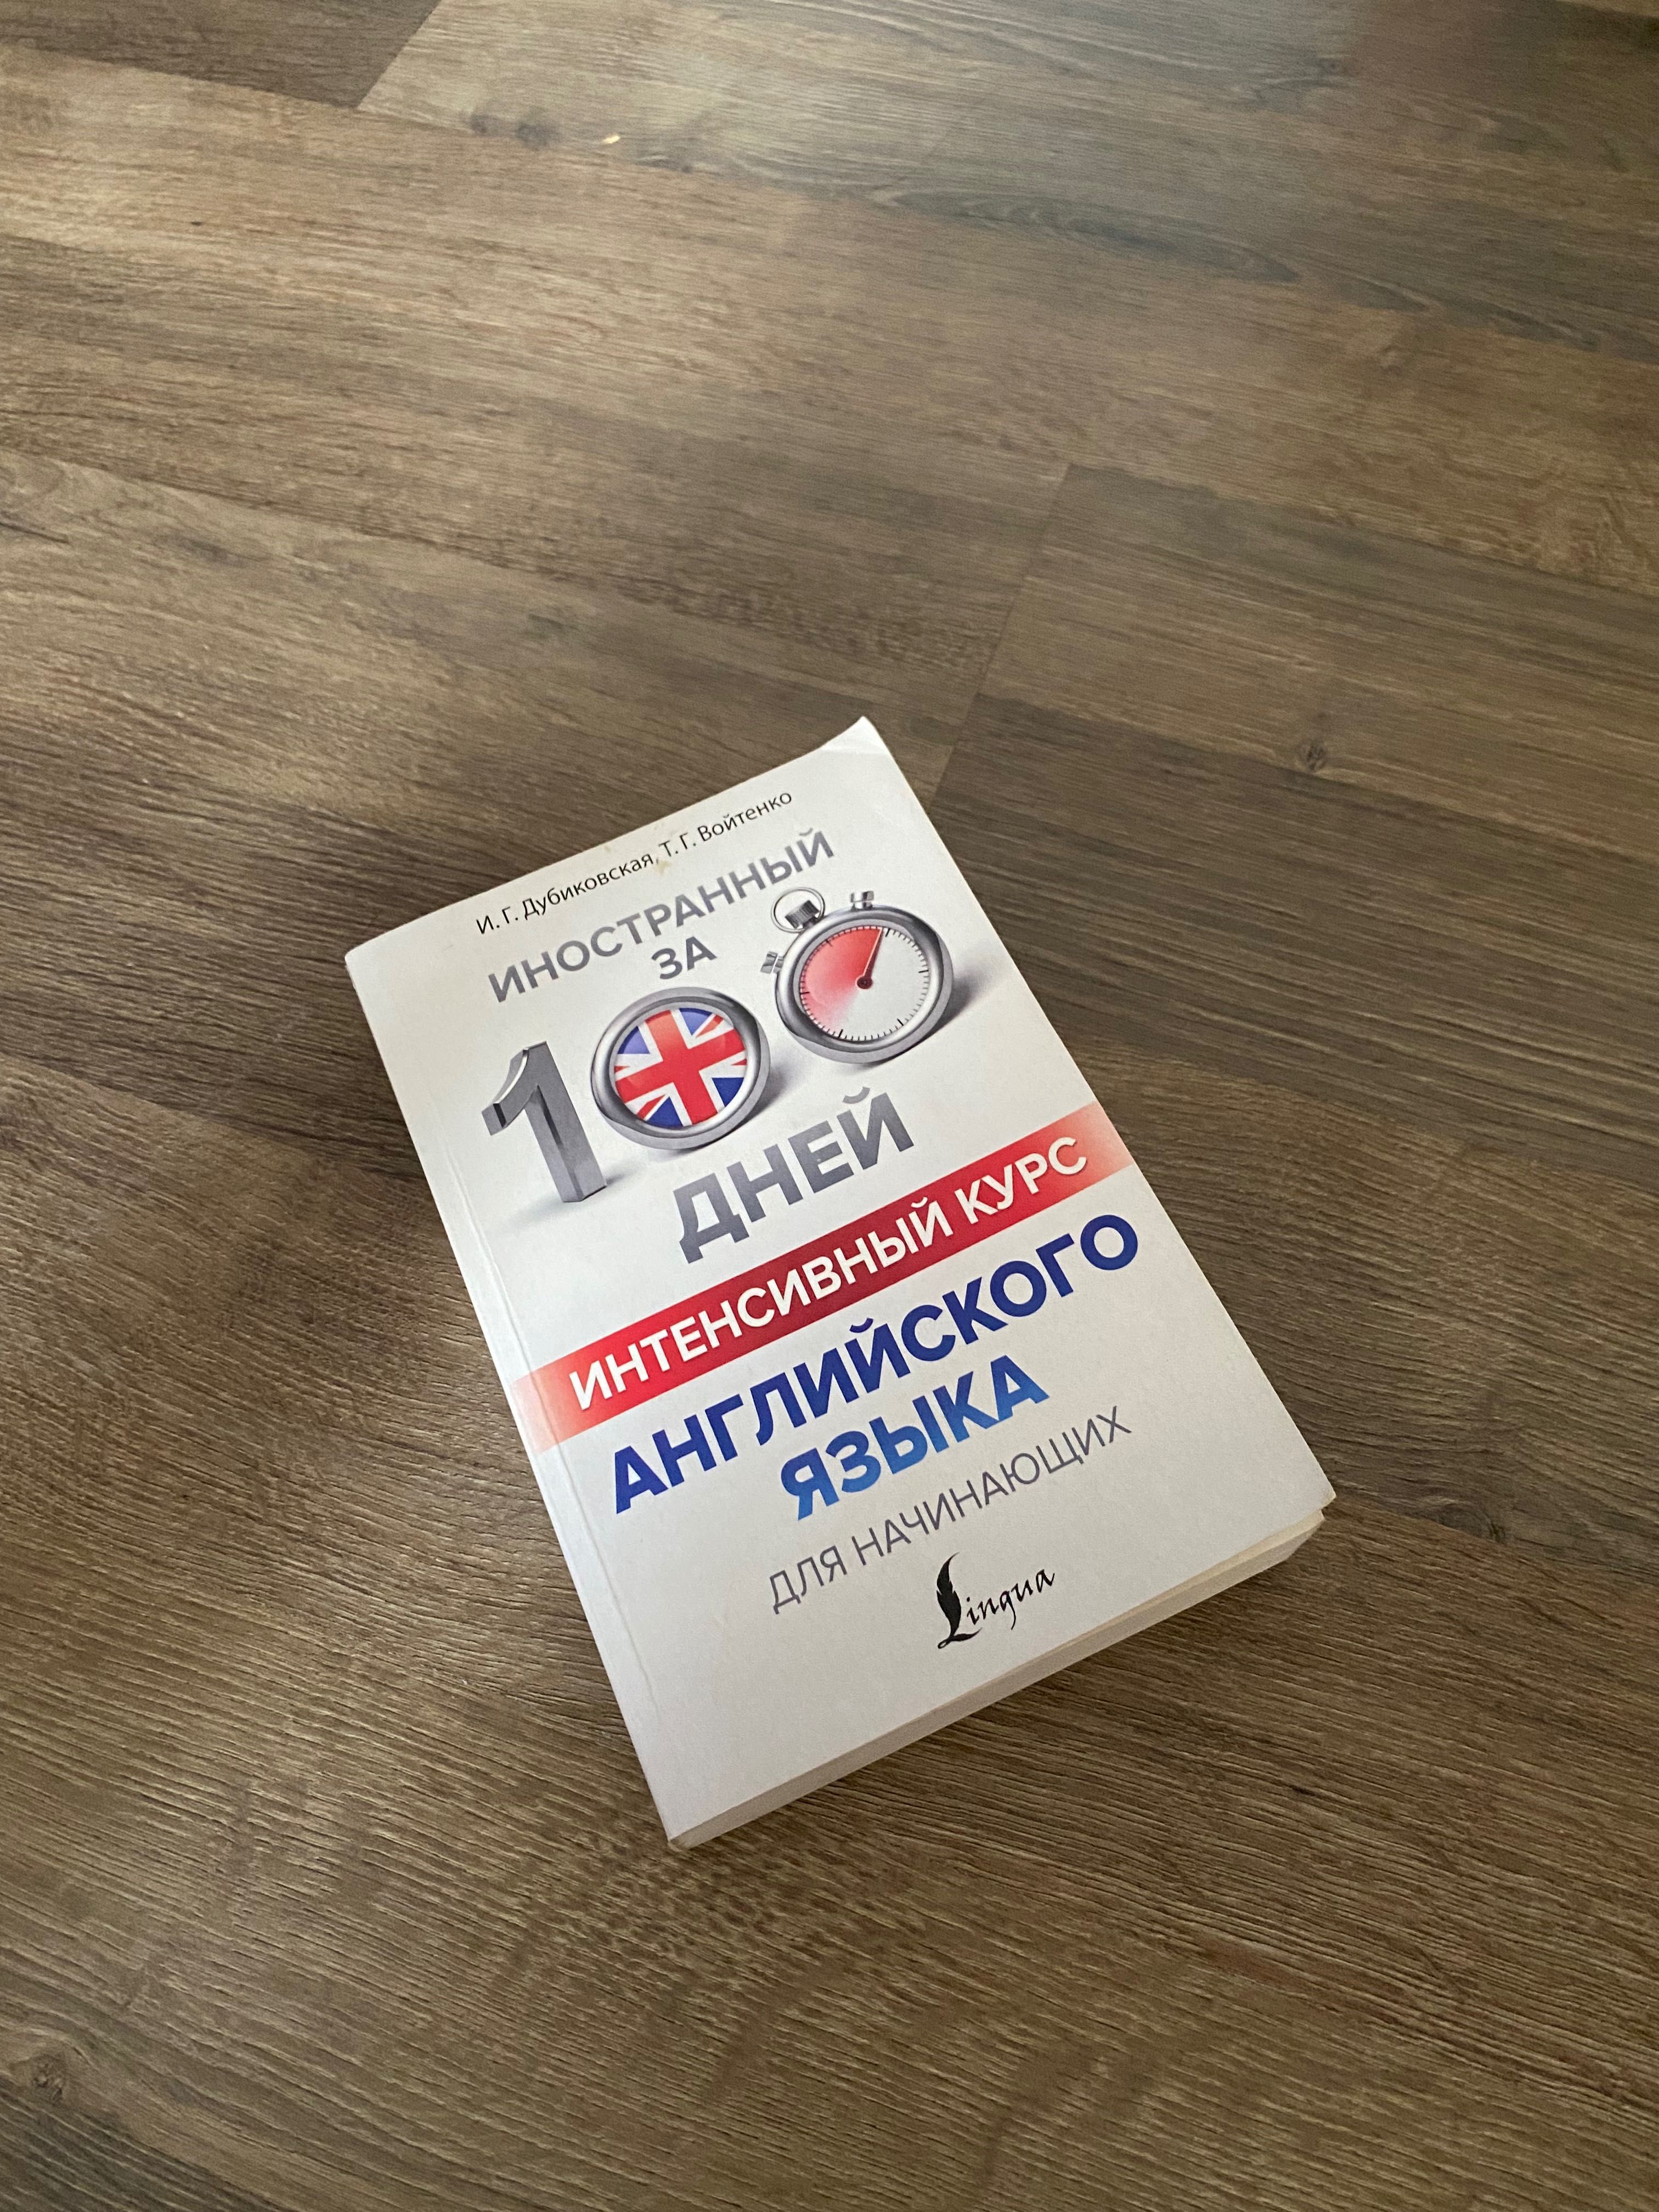 И. Г. Дубиковская, Т. Г. Войтенко
ИНОСТРАННЫЙ
ЗА
100
ДНЕЙ
ИНТЕНСИВНЫЙ КУРС
АНГЛИЙСКОГО
ЯЗЫКА
ДЛЯ НАЧИНАЮЩИХ
Lingua